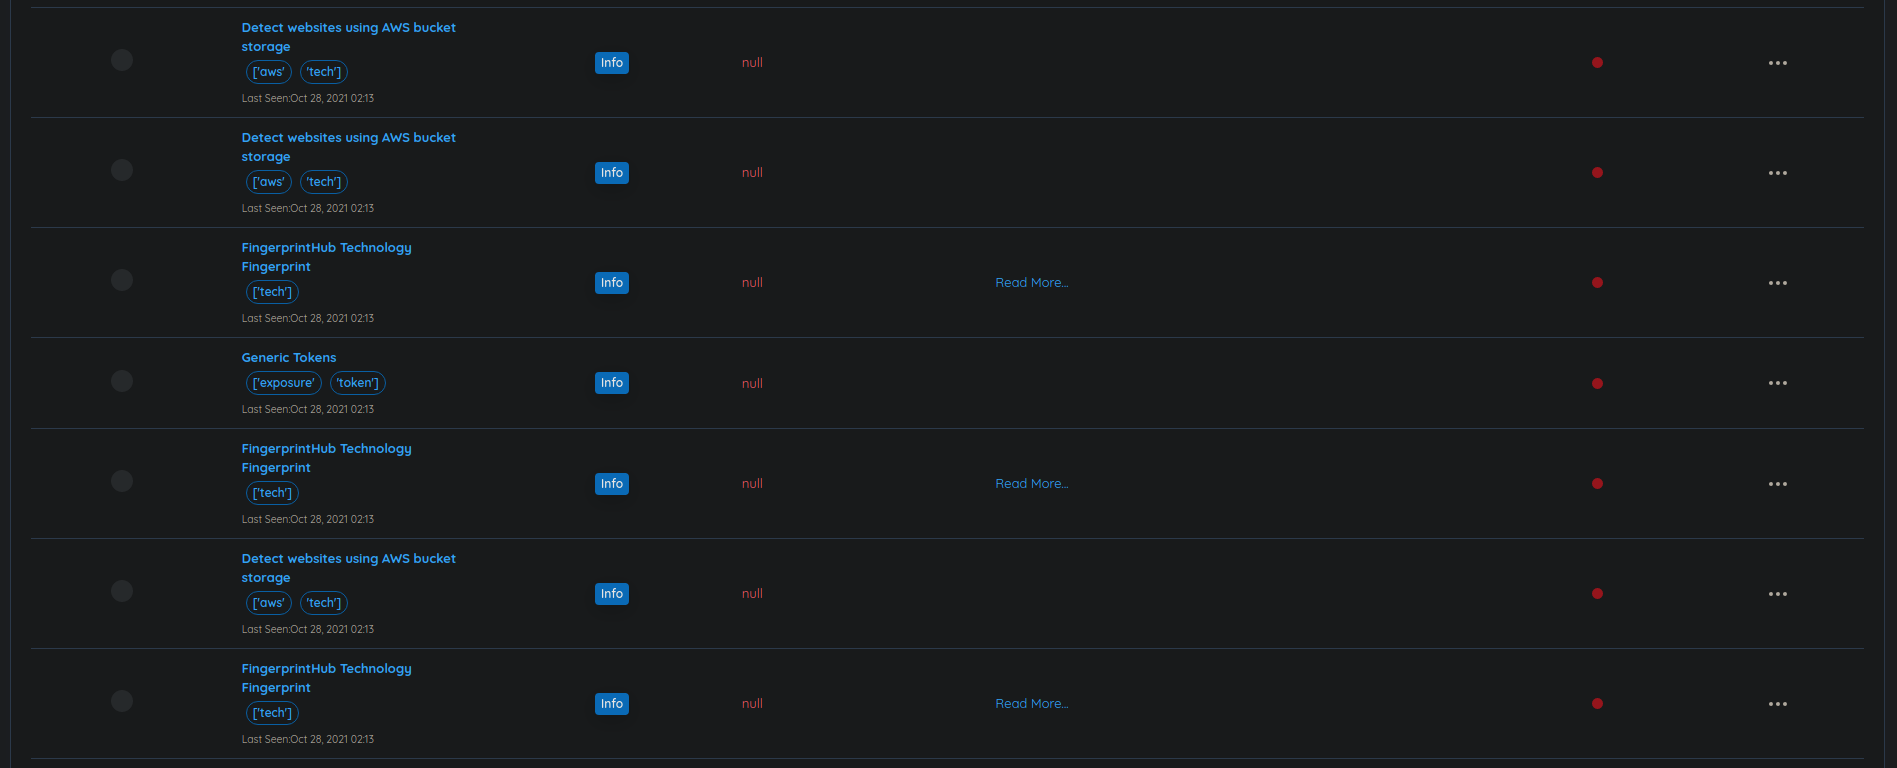 Detect websites using AWS bucket
storage
Info
null
['aws' 'tech']
Last Seen:Oct 28, 2021 02:13
Detect websites using AWS bucket
storage
Info
null
['aws' 'tech']
Last Seen:Oct 28, 2021 02:13
FingerprintHub Technology
Fingerprint
Info
null
Read More...
['tech']
Last Seen:Oct 28, 2021 02:13
Generic Tokens
['exposure' 'token']
Info
null
Last Seen:Oct 28, 2021 02:13
FingerprintHub Technology
Fingerprint
Info
null
Read More...
['tech']
Last Seen:Oct 28, 2021 02:13
Detect websites using AWS bucket
storage
Info
null
['aws' 'tech']
Last Seen:Oct 28, 2021 02:13
FingerprintHub Technology
Fingerprint
Info
null
Read More...
['tech']
Last Seen:Oct 28, 2021 02:13